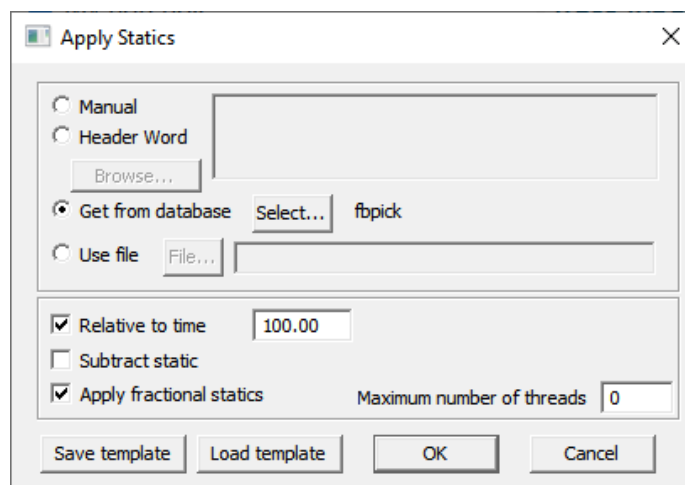 Apply Statics
Manual
Header Word
Browse...
Get from database Select... fbpick
Use file File...
Relative to time 100.00
Subtract static
Apply fractional statics Maximum number of threads 0
Save template Load template OK Cancel